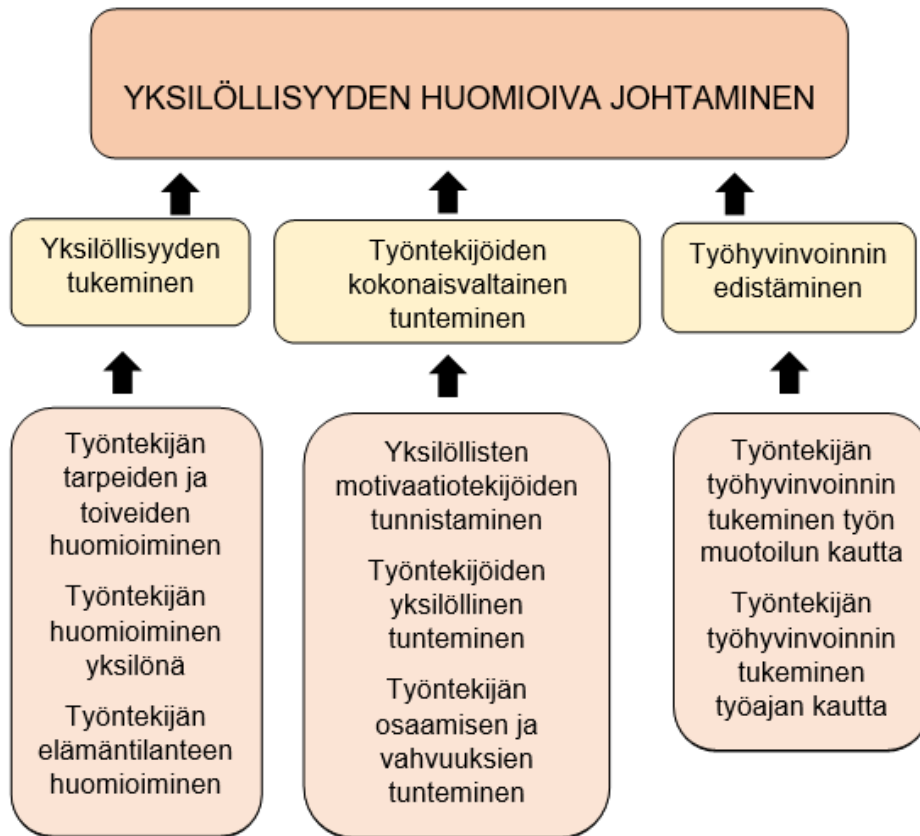 YKSILÖLLISYYDEN HUOMIOIVA JOHTAMINEN
Yksilöllisyyden
tukeminen
Työntekijöiden
kokonaisvaltainen
tunteminen
Työhyvinvoinnin
edistäminen
Työntekijän
tarpeiden ja
toiveiden
huomioiminen
Työntekijän
huomioiminen
yksilönä
Työntekijän
elämäntilanteen
huomioiminen
Yksilöllisten
motivaatiotekijöiden
tunnistaminen
Työntekijöiden
yksilöllinen
tunteminen
Työntekijän
osaamisen ja
vahvuuksien
tunteminen
Työntekijän
työhyvinvoinnin
tukeminen työn
muotoilun kautta
Työntekijän
työhyvinvoinnin
tukeminen
työajan kautta